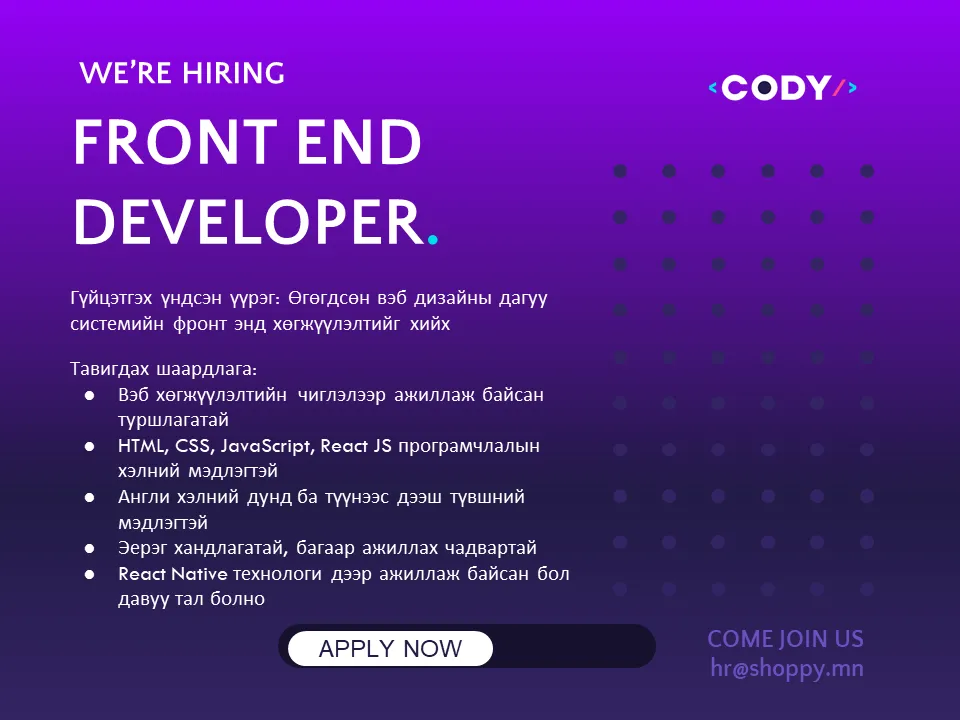 WE'RE HIRING
<CODY/>
FRONT END
DEVELOPER.
Гүйцэтгэх үндсэн үүрэг: Өгөгдсөн вэб дизайны дагуу
системийн фронт энд хөгжүүлэлтийг хийх
Тавигдах шаардлага:
● Вэб хөгжүүлэлтийн чиглэлээр ажиллаж байсан
туршлагатай
● HTML, CSS, JavaScript, React JS програмчлалын
хэлний мэдлэгтэй
● Англи хэлний дунд ба түүнээс дээш түвшний
мэдлэгтэй
● Эерэг хандлагатай, багаар ажиллах чадвартай
● React Native технологи дээр ажиллаж байсан бол
давуу тал болно
APPLY NOW
COME JOIN US
hr@shoppy.mn